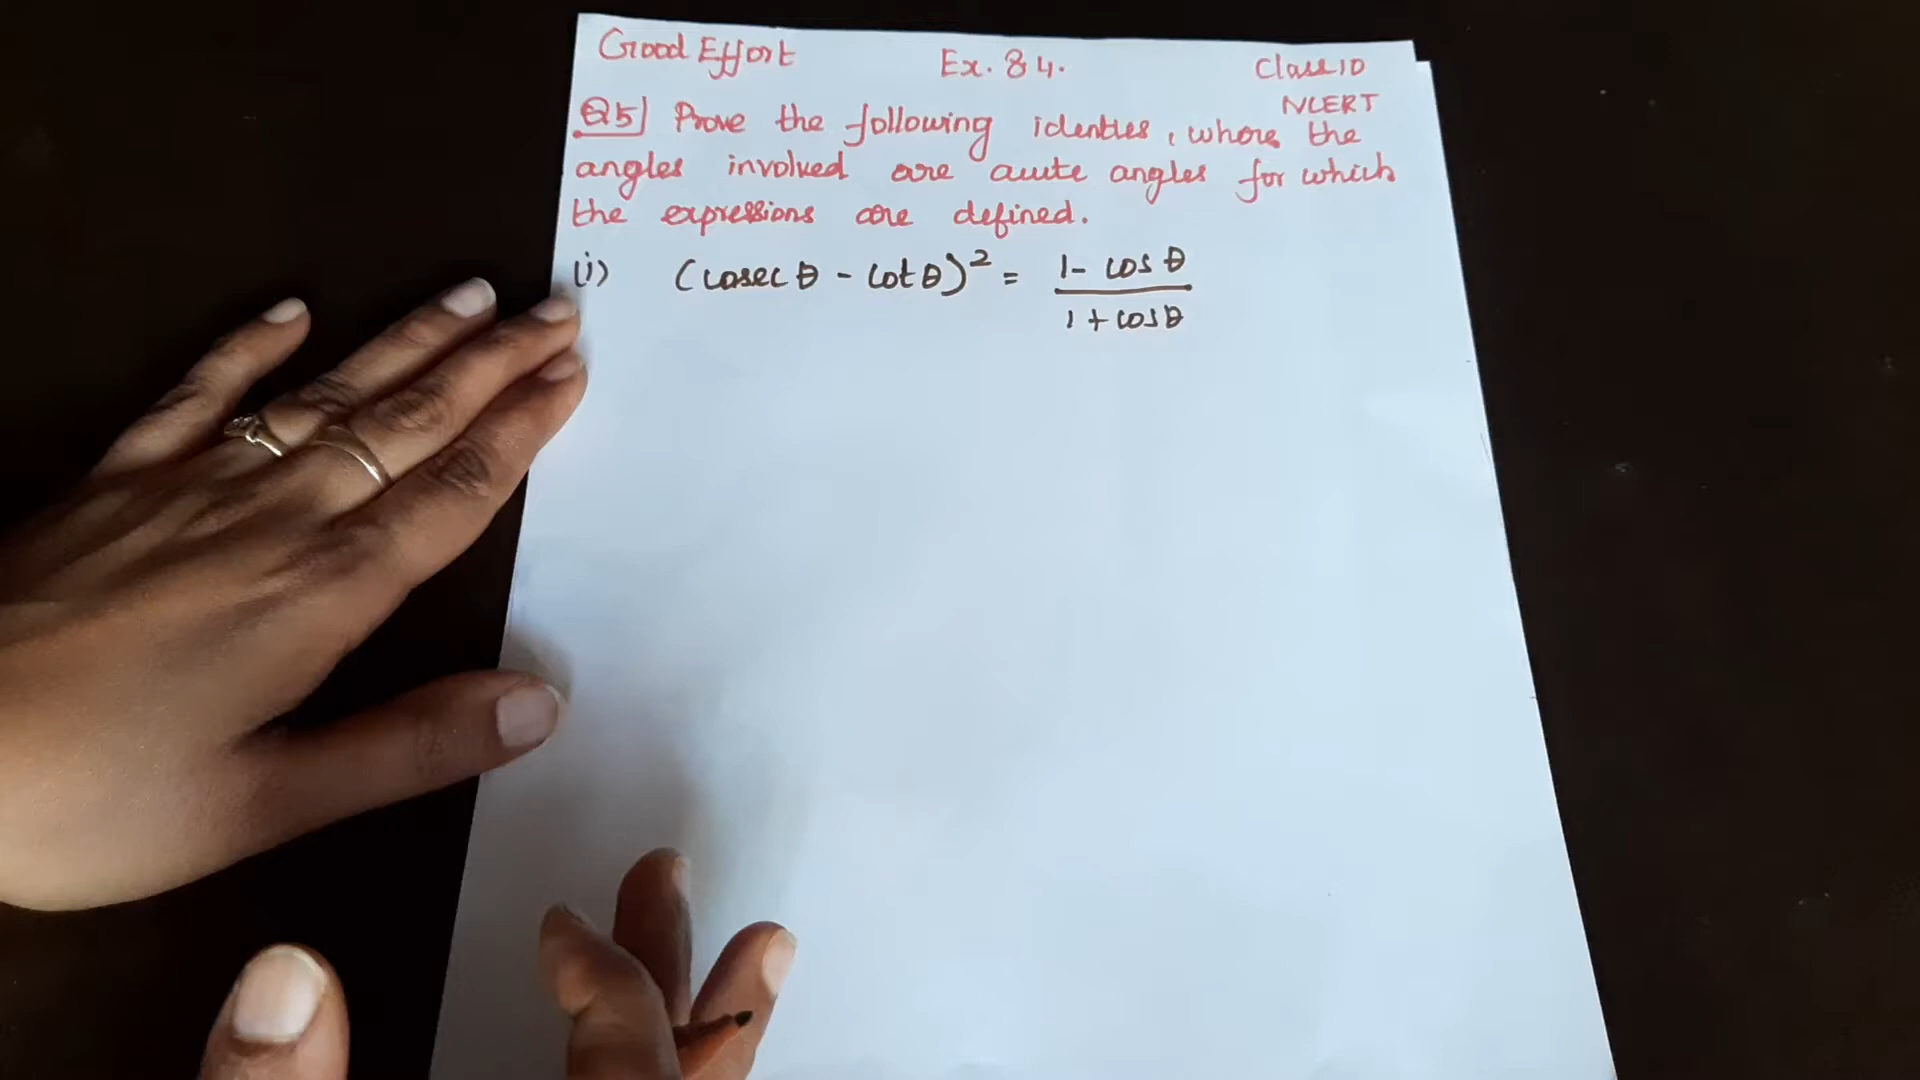 Good Effort Ex. 8.4. Class 10
NCERT
Q5) Prove the following identies, where the
angles involved are acute angles for which
the expressions are defined.
(i) (cosec θ - cot θ)² = 1 - cos θ
1 + cos θ